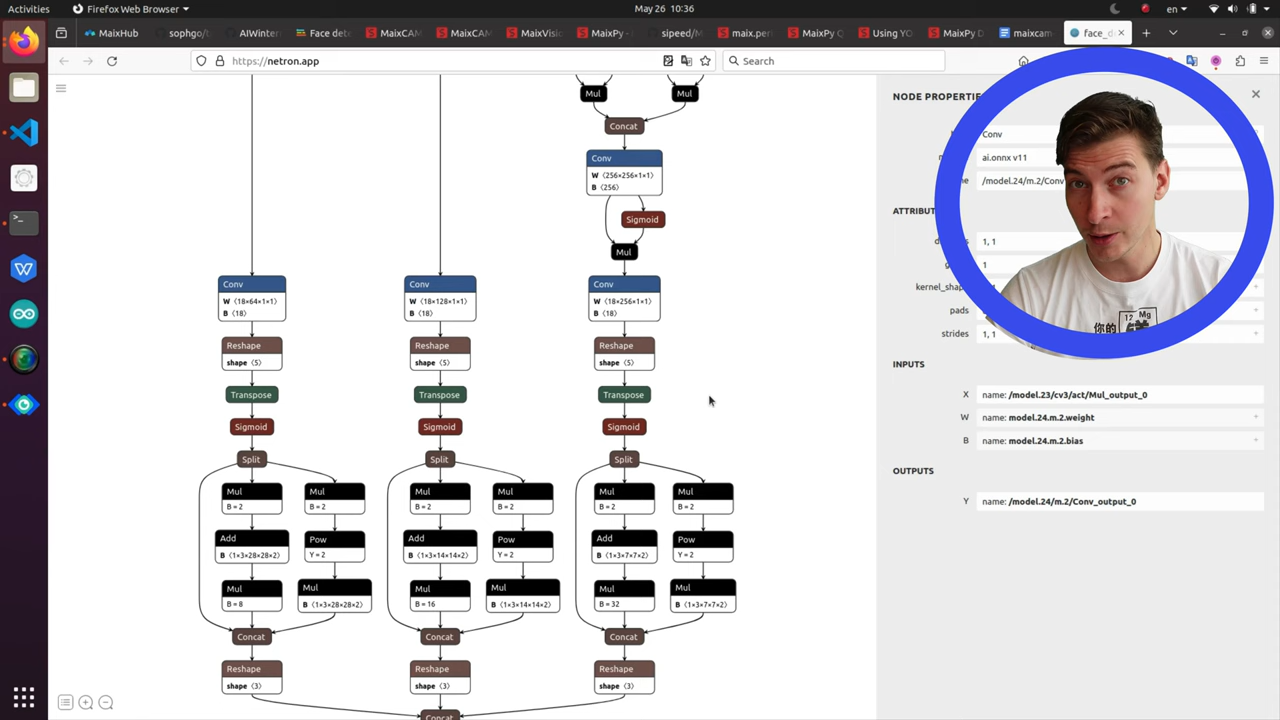 Activities
Firefox Web Browser
May 26 10:36
en
MaixHub
sophgo/t
AIWinter
Face dete
MaixCAM
MaixCAM
MaixVisio
MaixPy -
sipeed/M
maix.peri
MaixPy Q
Using YO
MaixPy D
maixcam
face_d
https://netron.app
Search
Mul
Mul
Concat
Conv
W ⟨256×256×1×1⟩
B ⟨256⟩
Sigmoid
Mul
Conv
W ⟨18×64×1×1⟩
B ⟨18⟩
Conv
W ⟨18×128×1×1⟩
B ⟨18⟩
Conv
W ⟨18×256×1×1⟩
B ⟨18⟩
Reshape
shape ⟨5⟩
Reshape
shape ⟨5⟩
Reshape
shape ⟨5⟩
Transpose
Transpose
Transpose
Sigmoid
Sigmoid
Sigmoid
Split
Split
Split
Mul
B = 2
Mul
B = 2
Mul
B = 2
Mul
B = 2
Mul
B = 2
Mul
B = 2
Add
B ⟨1×3×28×28×2⟩
Pow
Y = 2
Add
B ⟨1×3×14×14×2⟩
Pow
Y = 2
Add
B ⟨1×3×7×7×2⟩
Pow
Y = 2
Mul
B = 8
Mul
B ⟨1×3×28×28×2⟩
Mul
B = 16
Mul
B ⟨1×3×14×14×2⟩
Mul
B = 32
Mul
B ⟨1×3×7×7×2⟩
Concat
Concat
Concat
Reshape
shape ⟨3⟩
Reshape
shape ⟨3⟩
Reshape
shape ⟨3⟩
Concat
NODE PROPERTIE
Conv
ai.onnx v11
/model.24/m.2/Conv
ATTRIBU
1, 1
1
kernel_shap
pads
strides
1, 1
INPUTS
X name: /model.23/cv3/act/Mul_output_0
W name: model.24.m.2.weight
B name: model.24.m.2.bias
OUTPUTS
Y name: /model.24/m.2/Conv_output_0
12 Mg
你的